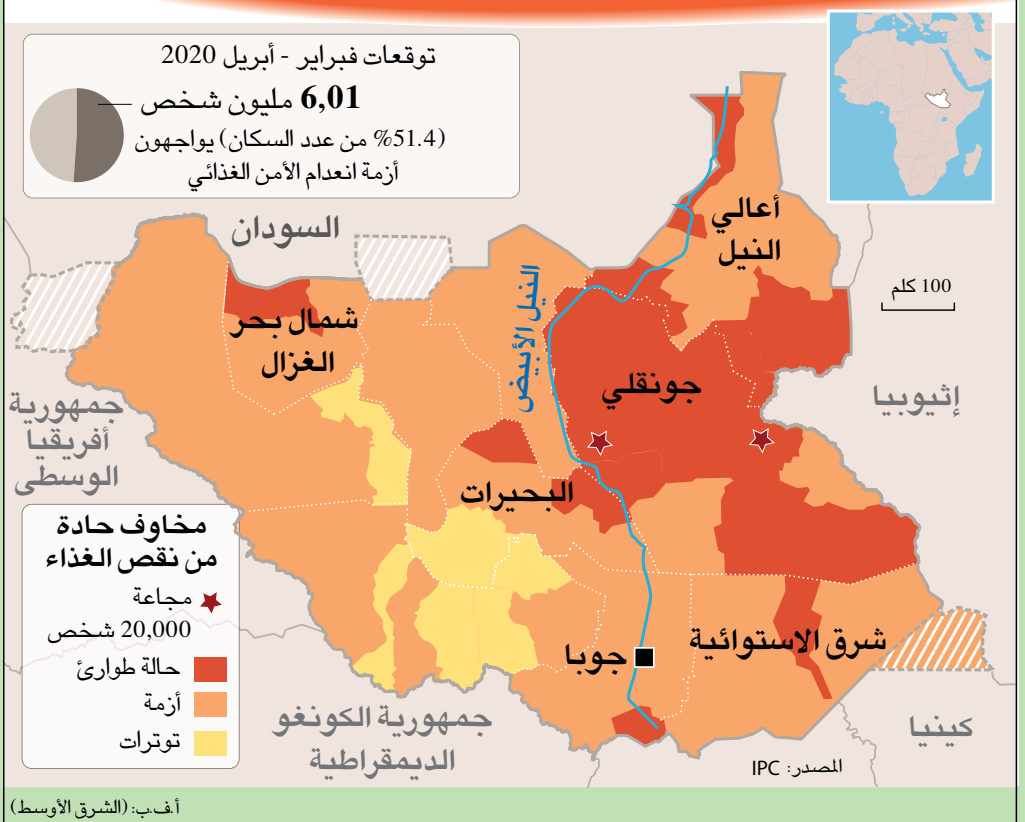 توقعات فبراير - أبريل 2020
6,01 مليون شخص
(%51.4 من عدد السكان) يواجهون
أزمة انعدام الأمن الغذائي
السودان
أعالي
النيل
100 كلم
شمال بحر
الغزال
النيل الأبيض
جونقلي
إثيوبيا
جمهورية
أفريقيا
الوسطى
البحيرات
مخاوف حادة
من نقص الغذاء
مجاعة
20,000 شخص
حالة طوارئ
أزمة
توترات
شرق الاستوائية
جوبا
جمهورية الكونغو
الديمقراطية
كينيا
المصدر: IPC
أ.ف.ب: (الشرق الأوسط)